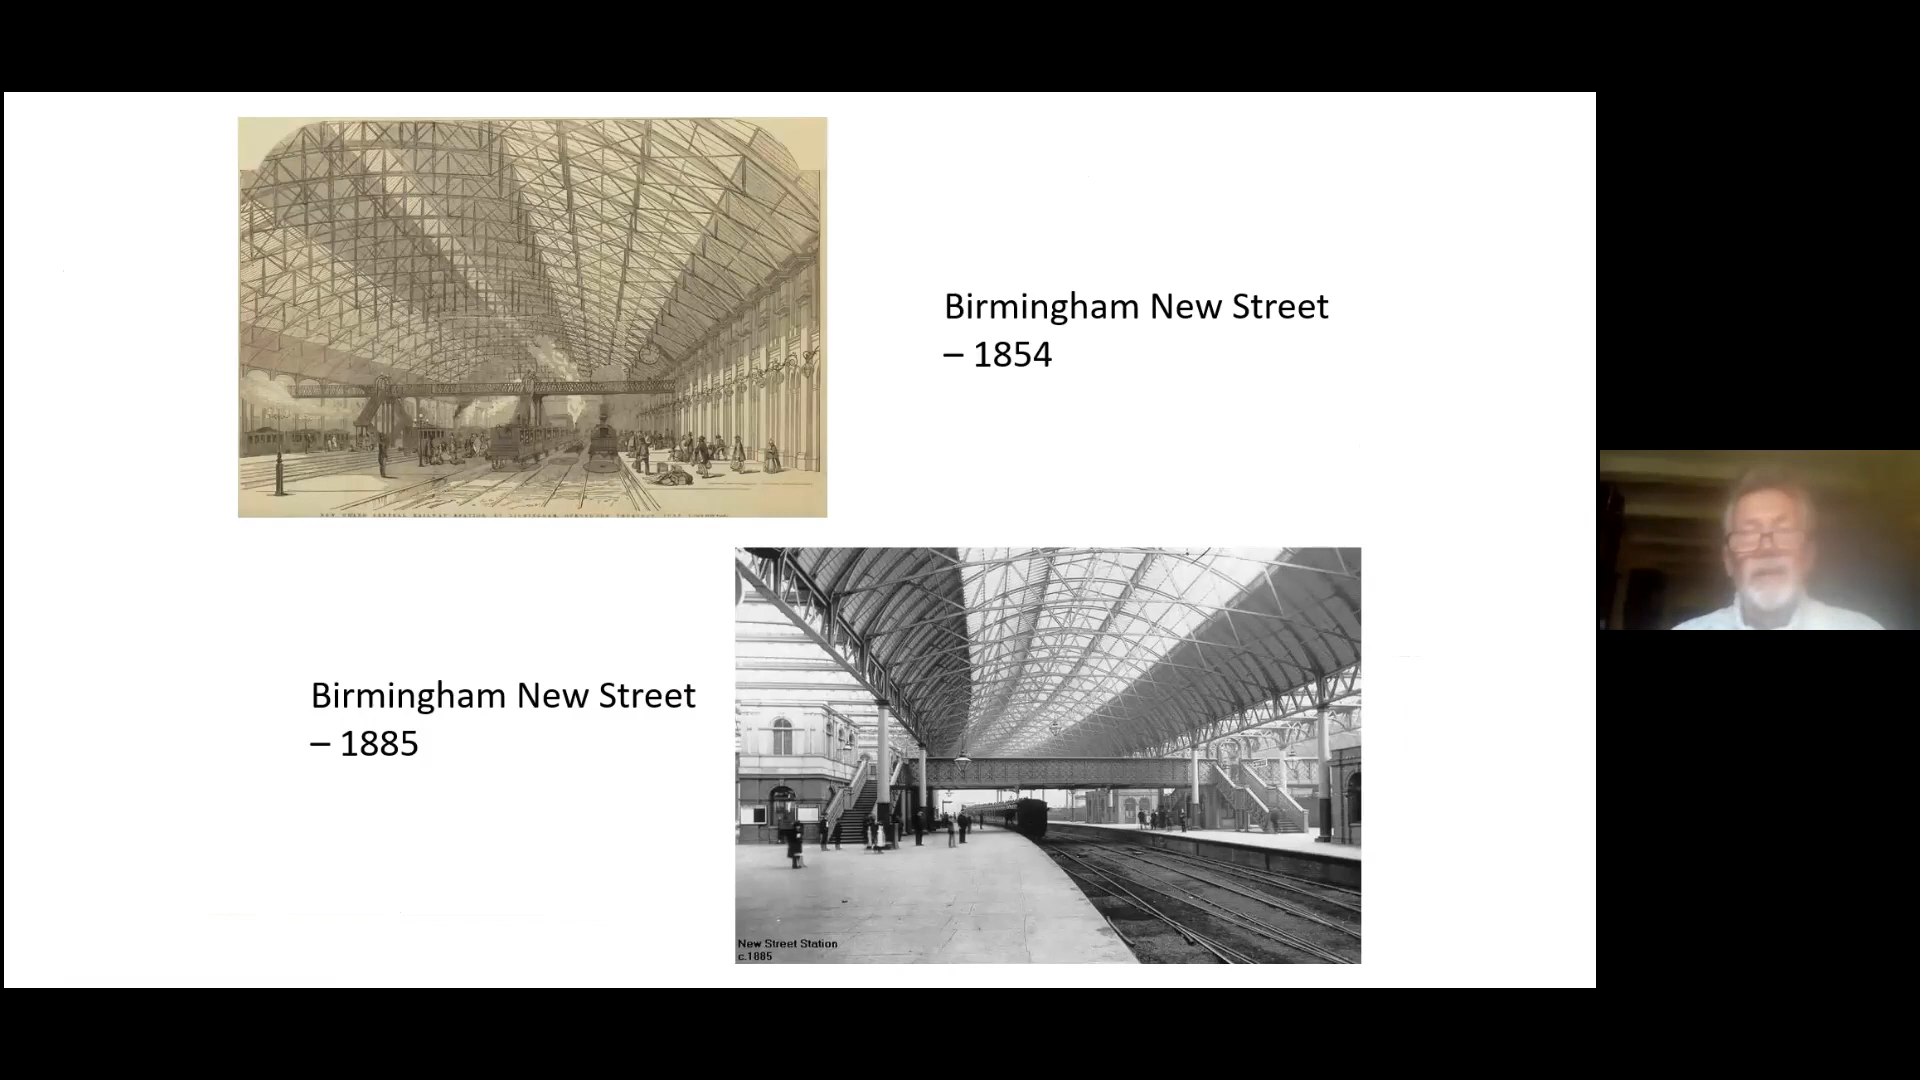 Birmingham New Street
– 1854
Birmingham New Street
– 1885
New Street Station
c.1885